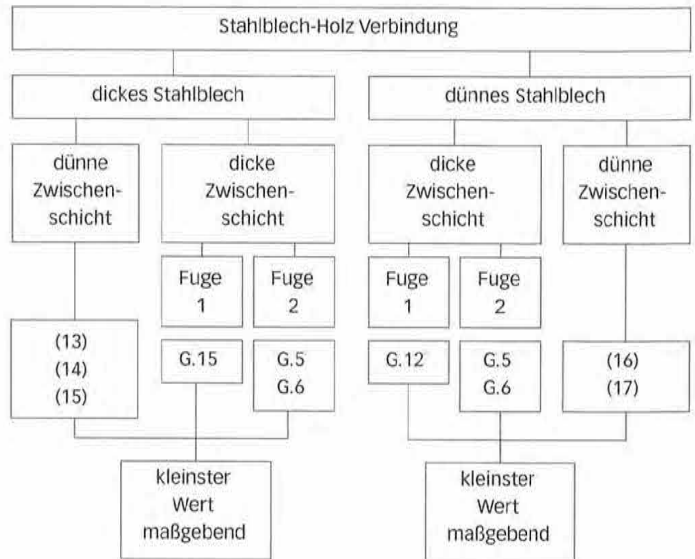 Stahlblech-Holz Verbindung
dickes Stahlblech
dünnes Stahlblech
dünne
Zwischen-
schicht
dicke
Zwischen-
schicht
dicke
Zwischen-
schicht
dünne
Zwischen-
schicht
Fuge
1
Fuge
2
Fuge
1
Fuge
2
(13)
(14)
(15)
G.15
G.5
G.6
G.12
G.5
G.6
(16)
(17)
kleinster
Wert
maßgebend
kleinster
Wert
maßgebend